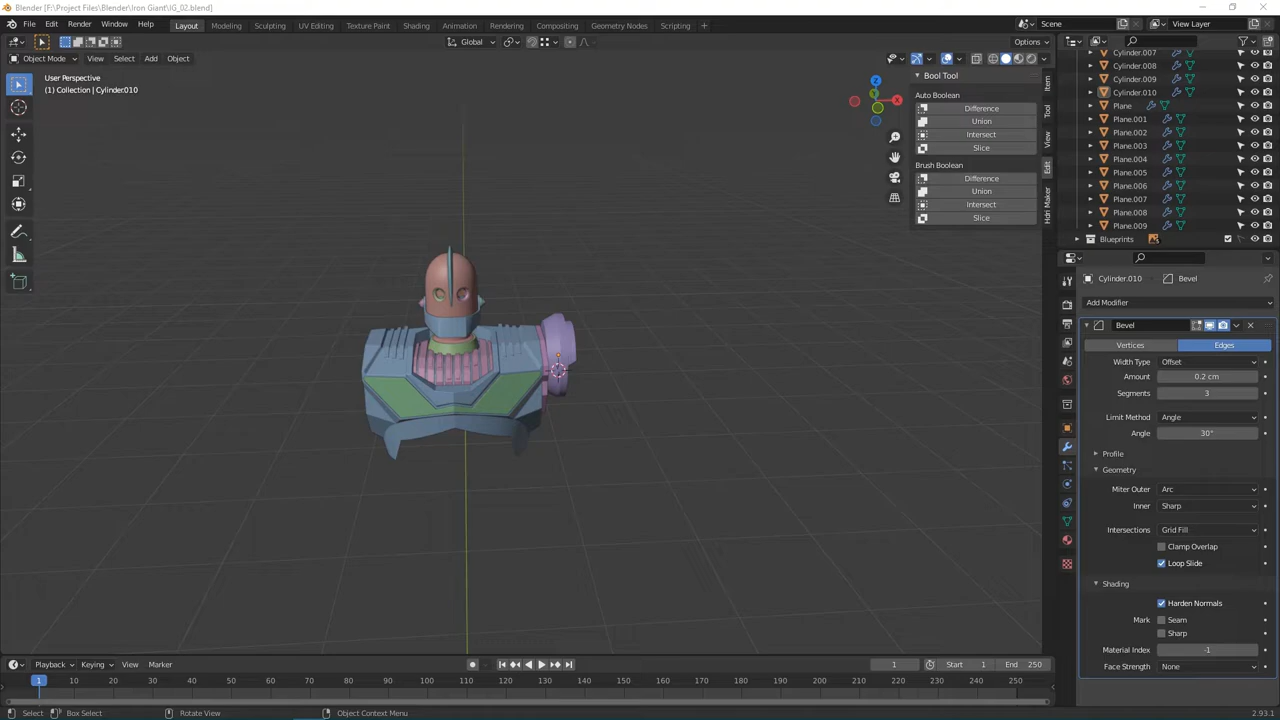 Blender [F:\Project Files\Blender\Iron Giant\IG_02.blend]
File Edit Render Window Help Layout Modeling Sculpting UV Editing Texture Paint Shading Animation Rendering Compositing Geometry Nodes Scripting + Scene View Layer
Global Options
Object Mode View Select Add Object
User Perspective
(1) Collection | Cylinder.010
Z
X
Y
Bool Tool
Auto Boolean
Difference
Union
Intersect
Slice
Brush Boolean
Difference
Union
Intersect
Slice
Item
Tool
View
Edit
Hdri Maker
Cylinder.007
Cylinder.008
Cylinder.009
Cylinder.010
Plane
Plane.001
Plane.002
Plane.003
Plane.004
Plane.005
Plane.006
Plane.007
Plane.008
Plane.009
Blueprints
Cylinder.010 Bevel
Add Modifier
Bevel
Vertices Edges
Width Type Offset
Amount 0.2 cm
Segments 3
Limit Method Angle
Angle 30°
Profile
Geometry
Miter Outer Arc
Inner Sharp
Intersections Grid Fill
Clamp Overlap
Loop Slide
Shading
Harden Normals
Mark Seam
Sharp
Material Index -1
Face Strength None
Playback Keying View Marker 1 Start 1 End 250
1 10 20 30 40 50 60 70 80 90 100 110 120 130 140 150 160 170 180 190 200 210 220 230 240 250
Select Box Select Rotate View Object Context Menu 2.93.1